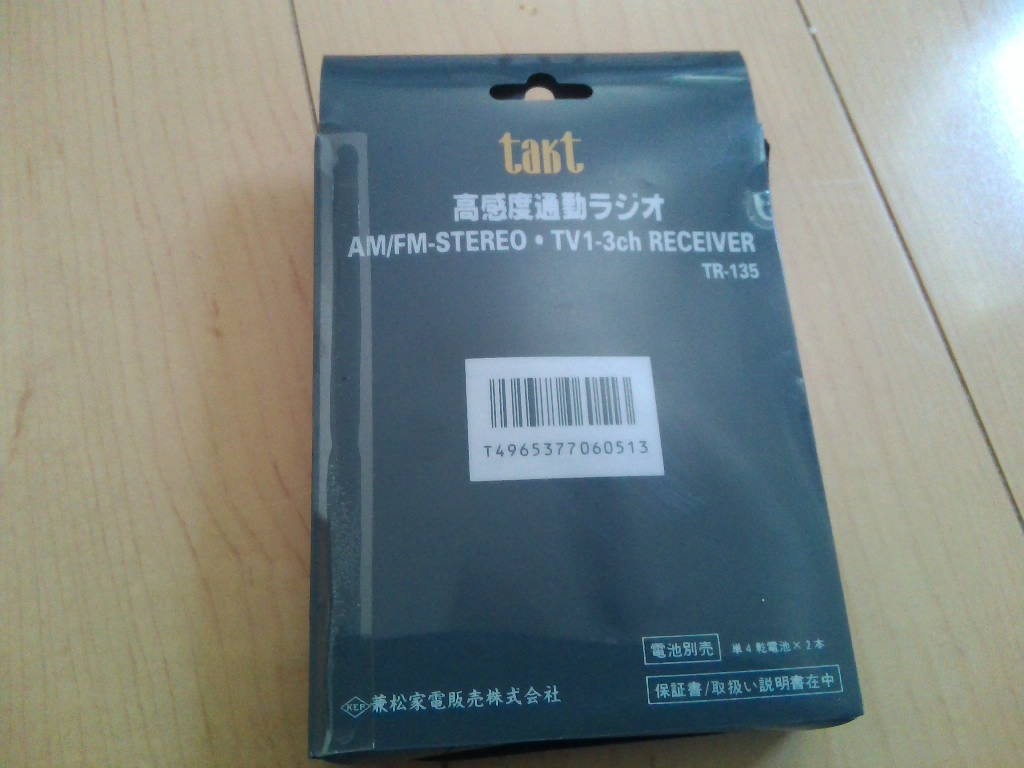 takt
高感度通勤ラジオ
AM/FM-STEREO・TV1-3ch RECEIVER
TR-135
T4965377060513
電池別売 単4乾電池×2本
保証書/取扱い説明書在中
KEP 兼松家電販売株式会社